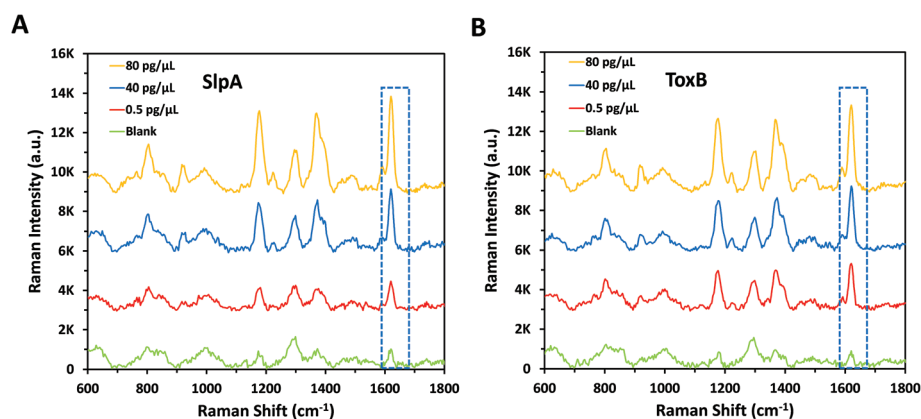 A
16K
14K
12K
10K
8K
6K
4K
2K
0
Raman Intensity (a.u.)
80 pg/µL
40 pg/µL
0.5 pg/µL
Blank
SlpA
600 800 1000 1200 1400 1600 1800
Raman Shift (cm⁻¹)
B
16K
14K
12K
10K
8K
6K
4K
2K
0
Raman Intensity (a.u.)
80 pg/µL
40 pg/µL
0.5 pg/µL
Blank
ToxB
600 800 1000 1200 1400 1600 1800
Raman Shift (cm⁻¹)